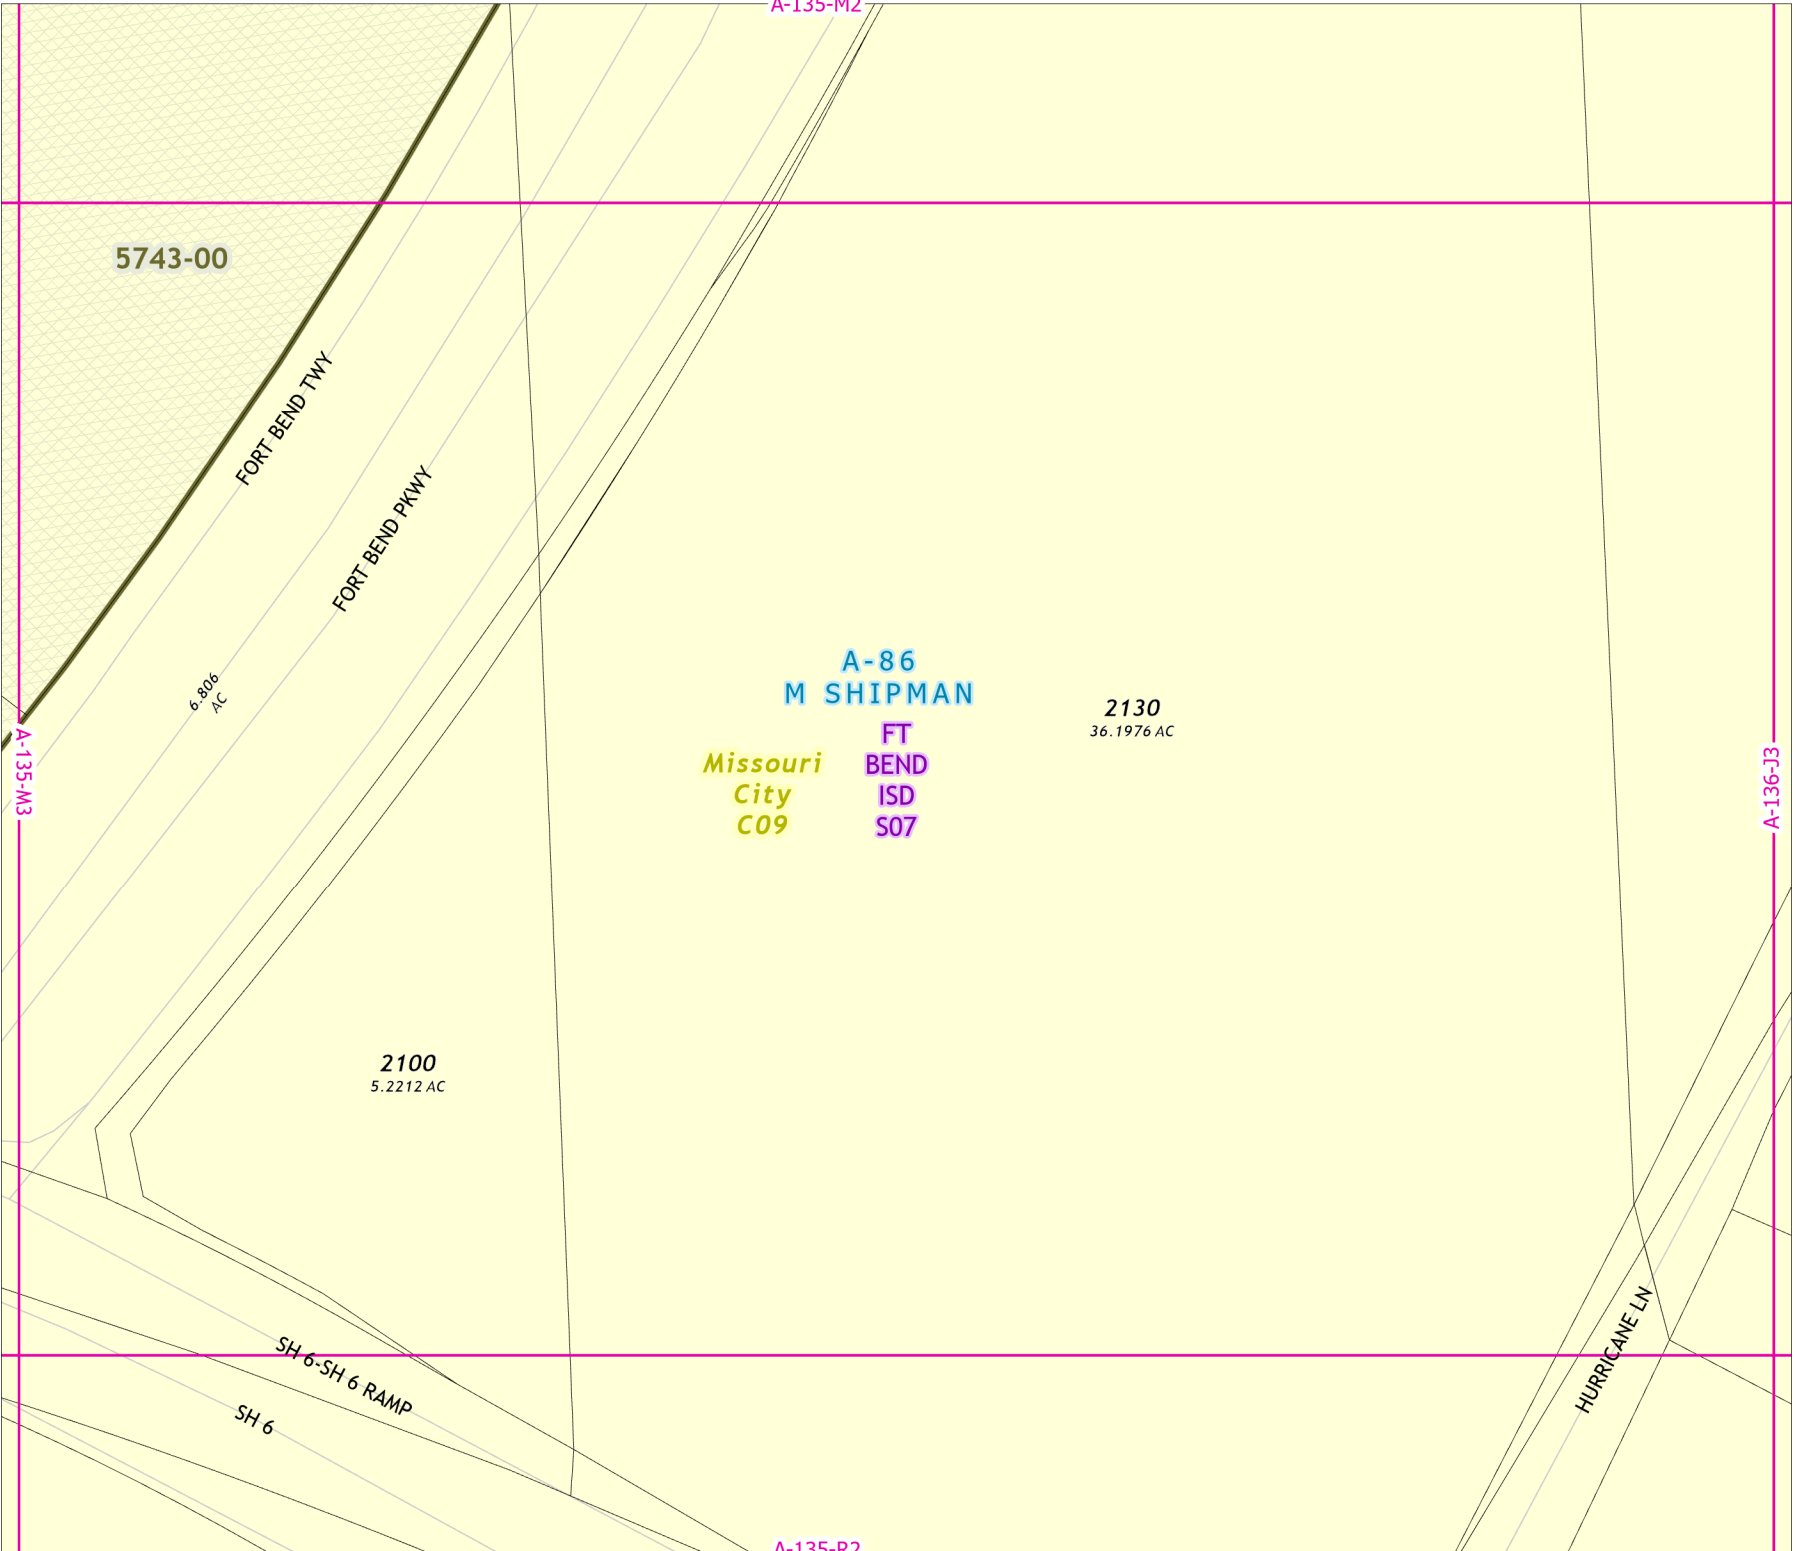 A-135-M2
5743-00
FORT BEND TWY
FORT BEND PKWY
6.806
AC
A-86
M SHIPMAN
2130
36.1976 AC
FT
BEND
ISD
S07
Missouri
City
C09
A-135-M3
A-136-J3
2100
5.2212 AC
HURRICANE LN
SH 6-SH 6 RAMP
SH 6
A-135-R2